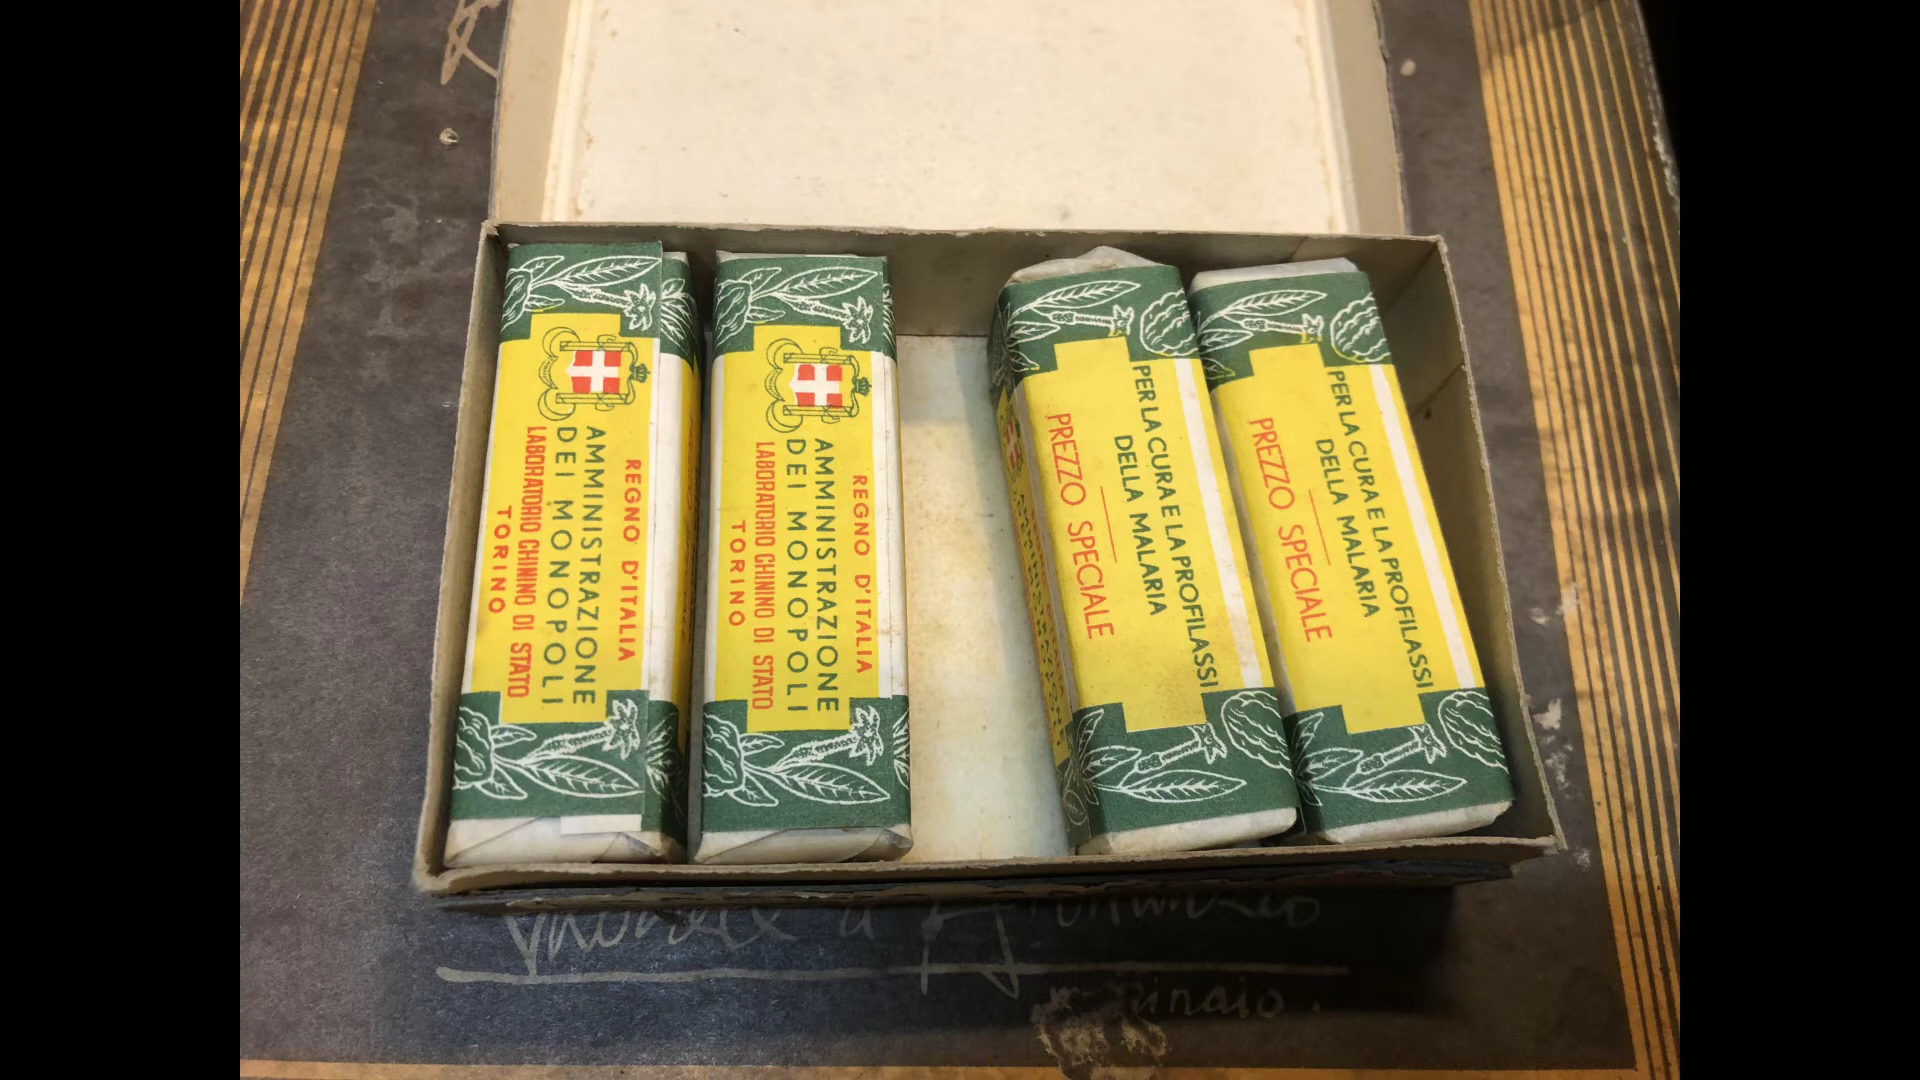 REGNO D'ITALIA
AMMINISTRAZIONE
DEI MONOPOLI
LABORATORIO CHININO DI STATO
TORINO
REGNO D'ITALIA
AMMINISTRAZIONE
DEI MONOPOLI
LABORATORIO CHININO DI STATO
TORINO
PER LA CURA E LA PROFILASSI
DELLA MALARIA
PREZZO SPECIALE
PER LA CURA E LA PROFILASSI
DELLA MALARIA
PREZZO SPECIALE